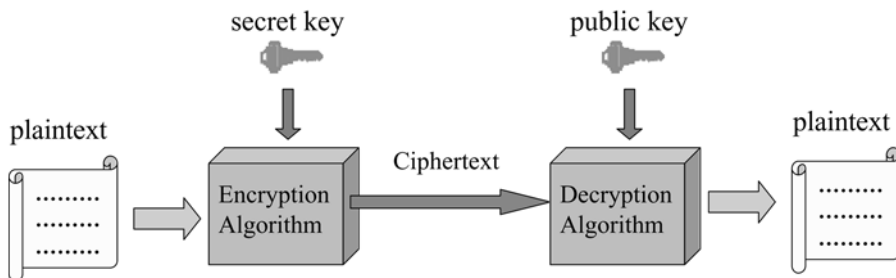 secret key
public key
plaintext
plaintext
Ciphertext
Encryption
Algorithm
Decryption
Algorithm